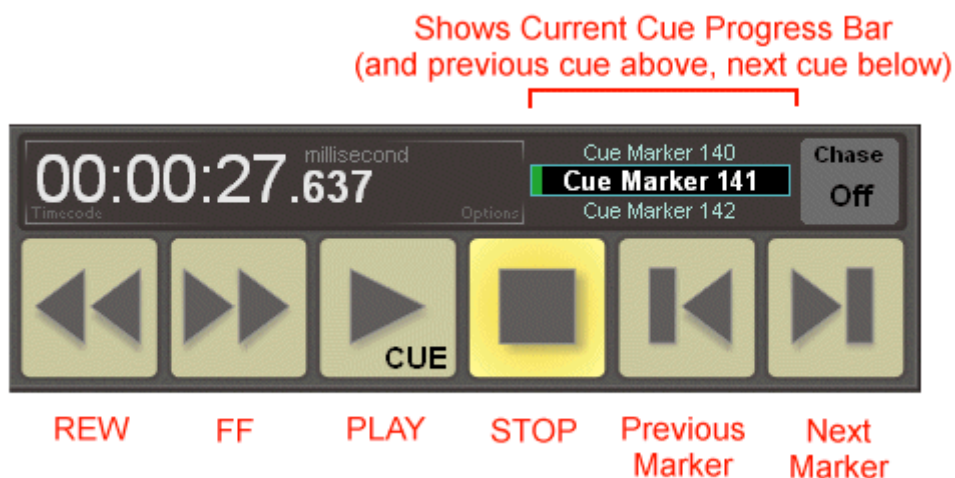 Shows Current Cue Progress Bar
(and previous cue above, next cue below)
00:00:27.637
millisecond
Timecode
Options
Cue Marker 140
Cue Marker 141
Cue Marker 142
Chase
Off
CUE
REW
FF
PLAY
STOP
Previous
Marker
Next
Marker